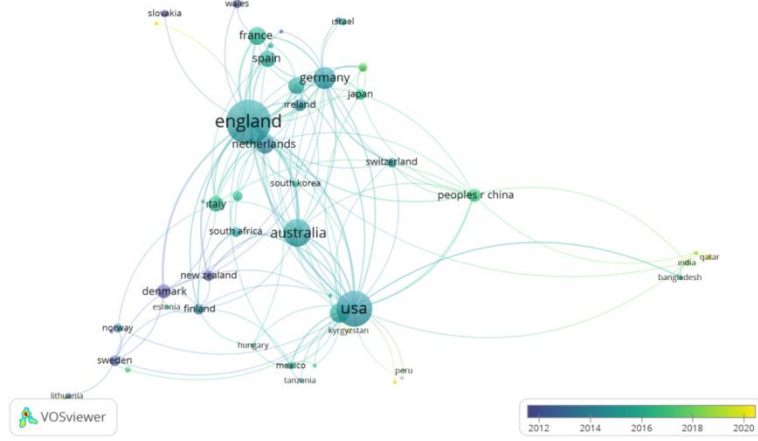 wales
slovakia
israel
france
spain
germany
japan
ireland
england
netherlands
switzerland
south korea
peoples r china
italy
south africa
australia
qatar
india
bangladesh
new zealand
denmark
estonia
finland
usa
norway
kyrgyzstan
hungary
sweden
mexico
peru
tanzania
lithuania
VOSviewer
2012 2014 2016 2018 2020